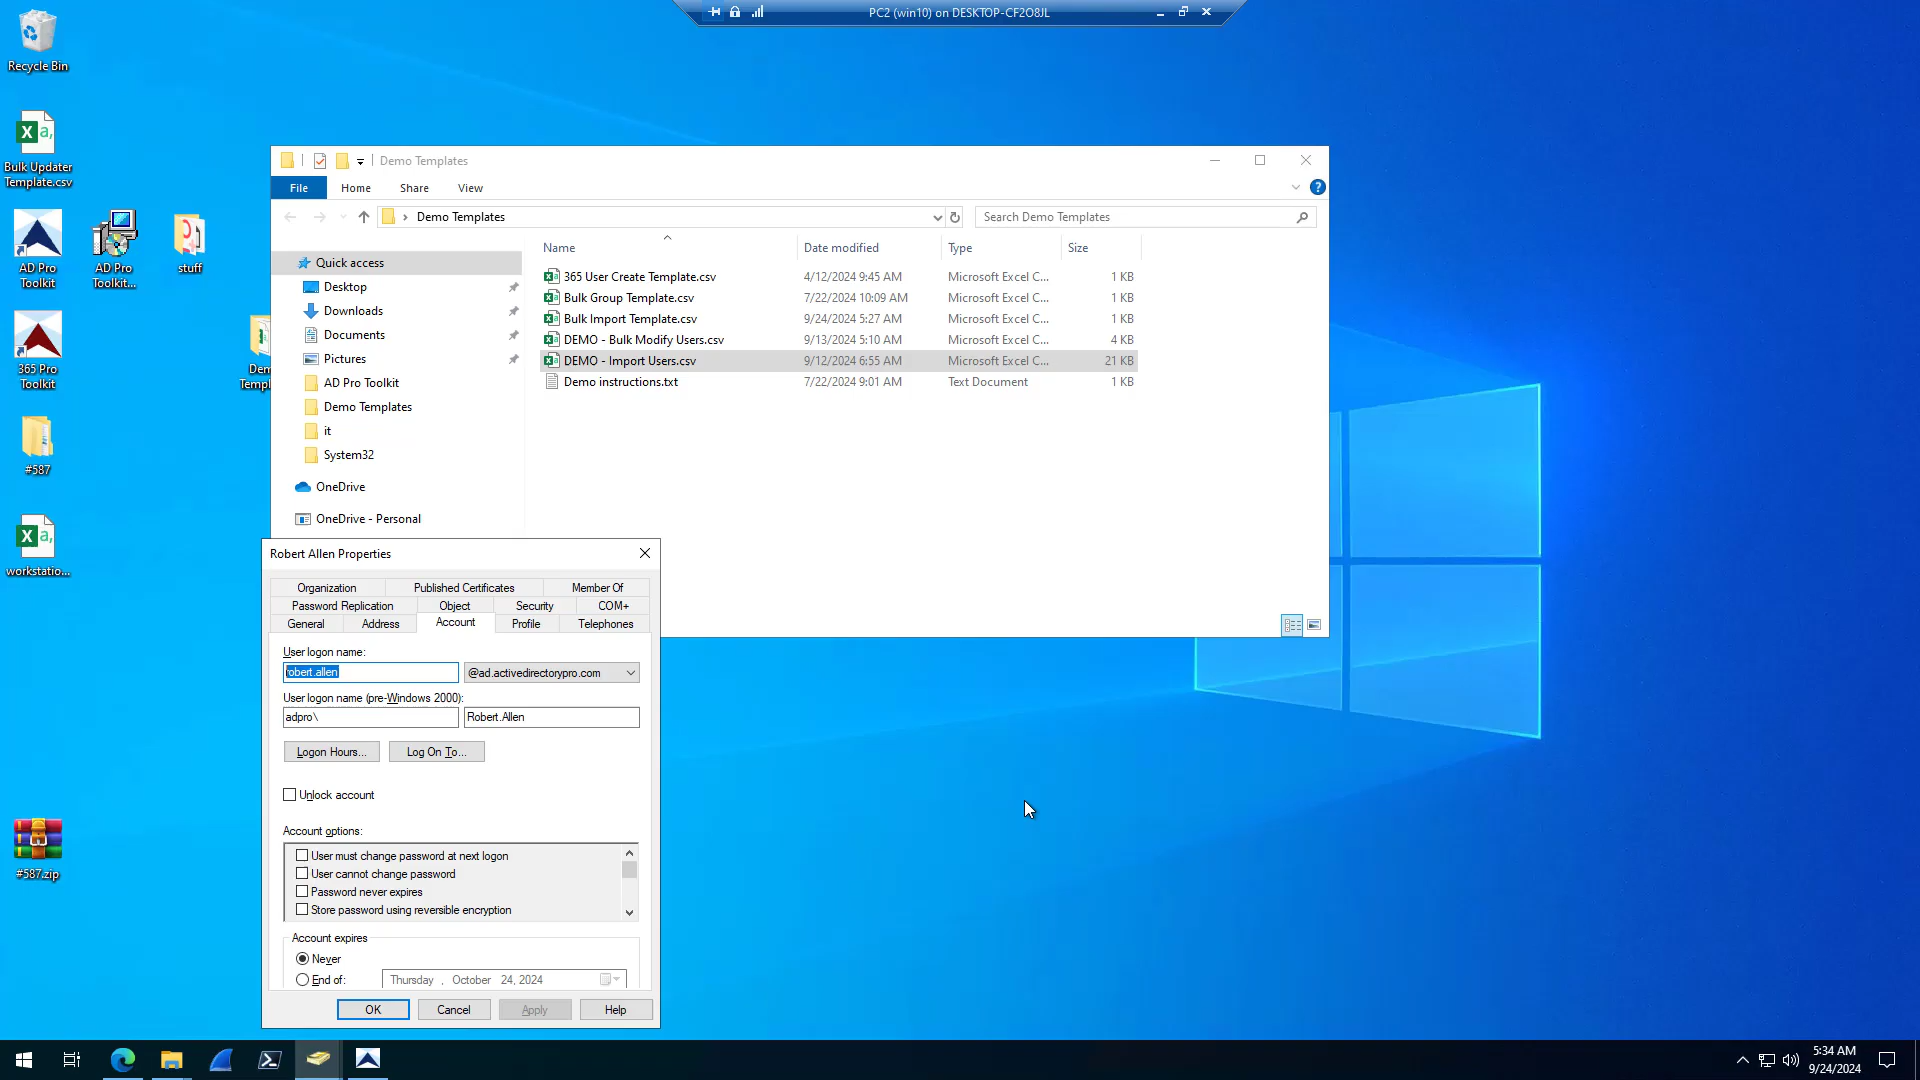 PC2 (win10) on DESKTOP-CF2O8JL
Recycle Bin
Bulk Updater
Template.csv
AD Pro
Toolkit
AD Pro
Toolkit...
stuff
365 Pro
Toolkit
#587
workstatio...
#587.zip
Demo Templates
File
Home
Share
View
Demo Templates
Search Demo Templates
Name
Date modified
Type
Size
Quick access
Desktop
Downloads
Documents
Pictures
AD Pro Toolkit
Demo Templates
it
System32
OneDrive
OneDrive - Personal
365 User Create Template.csv 4/12/2024 9:45 AM Microsoft Excel C... 1 KB
Bulk Group Template.csv 7/22/2024 10:09 AM Microsoft Excel C... 1 KB
Bulk Import Template.csv 9/24/2024 5:27 AM Microsoft Excel C... 1 KB
DEMO - Bulk Modify Users.csv 9/13/2024 5:10 AM Microsoft Excel C... 4 KB
DEMO - Import Users.csv 9/12/2024 6:55 AM Microsoft Excel C... 21 KB
Demo instructions.txt 7/22/2024 9:01 AM Text Document 1 KB
Robert Allen Properties
Organization Published Certificates Member Of
Password Replication Object Security COM+
General Address Account Profile Telephones
User logon name:
robert.allen @ad.activedirectorypro.com
User logon name (pre-Windows 2000):
adpro\ Robert.Allen
Logon Hours... Log On To...
Unlock account
Account options:
User must change password at next logon
User cannot change password
Password never expires
Store password using reversible encryption
Account expires
Never
End of: Thursday , October 24, 2024
OK Cancel Apply Help
5:34 AM
9/24/2024